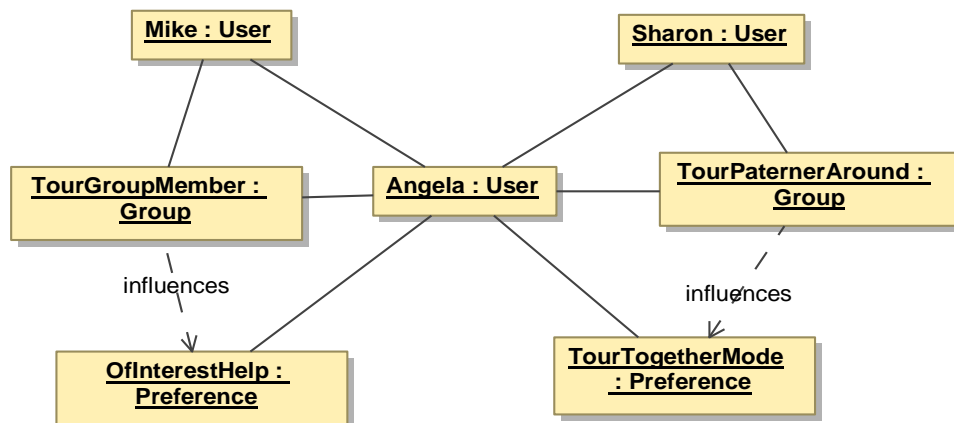 Mike : User
Sharon : User
TourGroupMember :
Group
Angela : User
TourPaternerAround :
Group
influences
influences
OfInterestHelp :
Preference
TourTogetherMode
: Preference